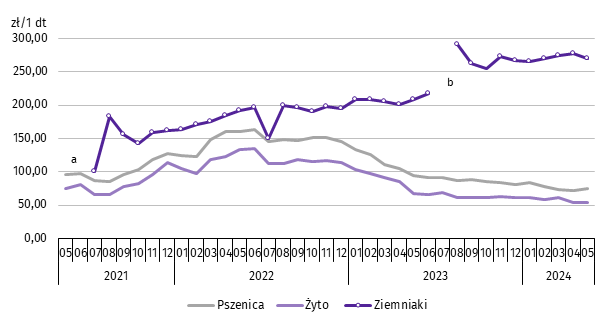 zł/1 dt
300,00
250,00
200,00
150,00
100,00
50,00
0,00
a
b
05 06 07 08 09 10 11 12 01 02 03 04 05 06 07 08 09 10 11 12 01 02 03 04 05 06 07 08 09 10 11 12 01 02 03 04 05
2021 2022 2023 2024
Pszenica Żyto Ziemniaki